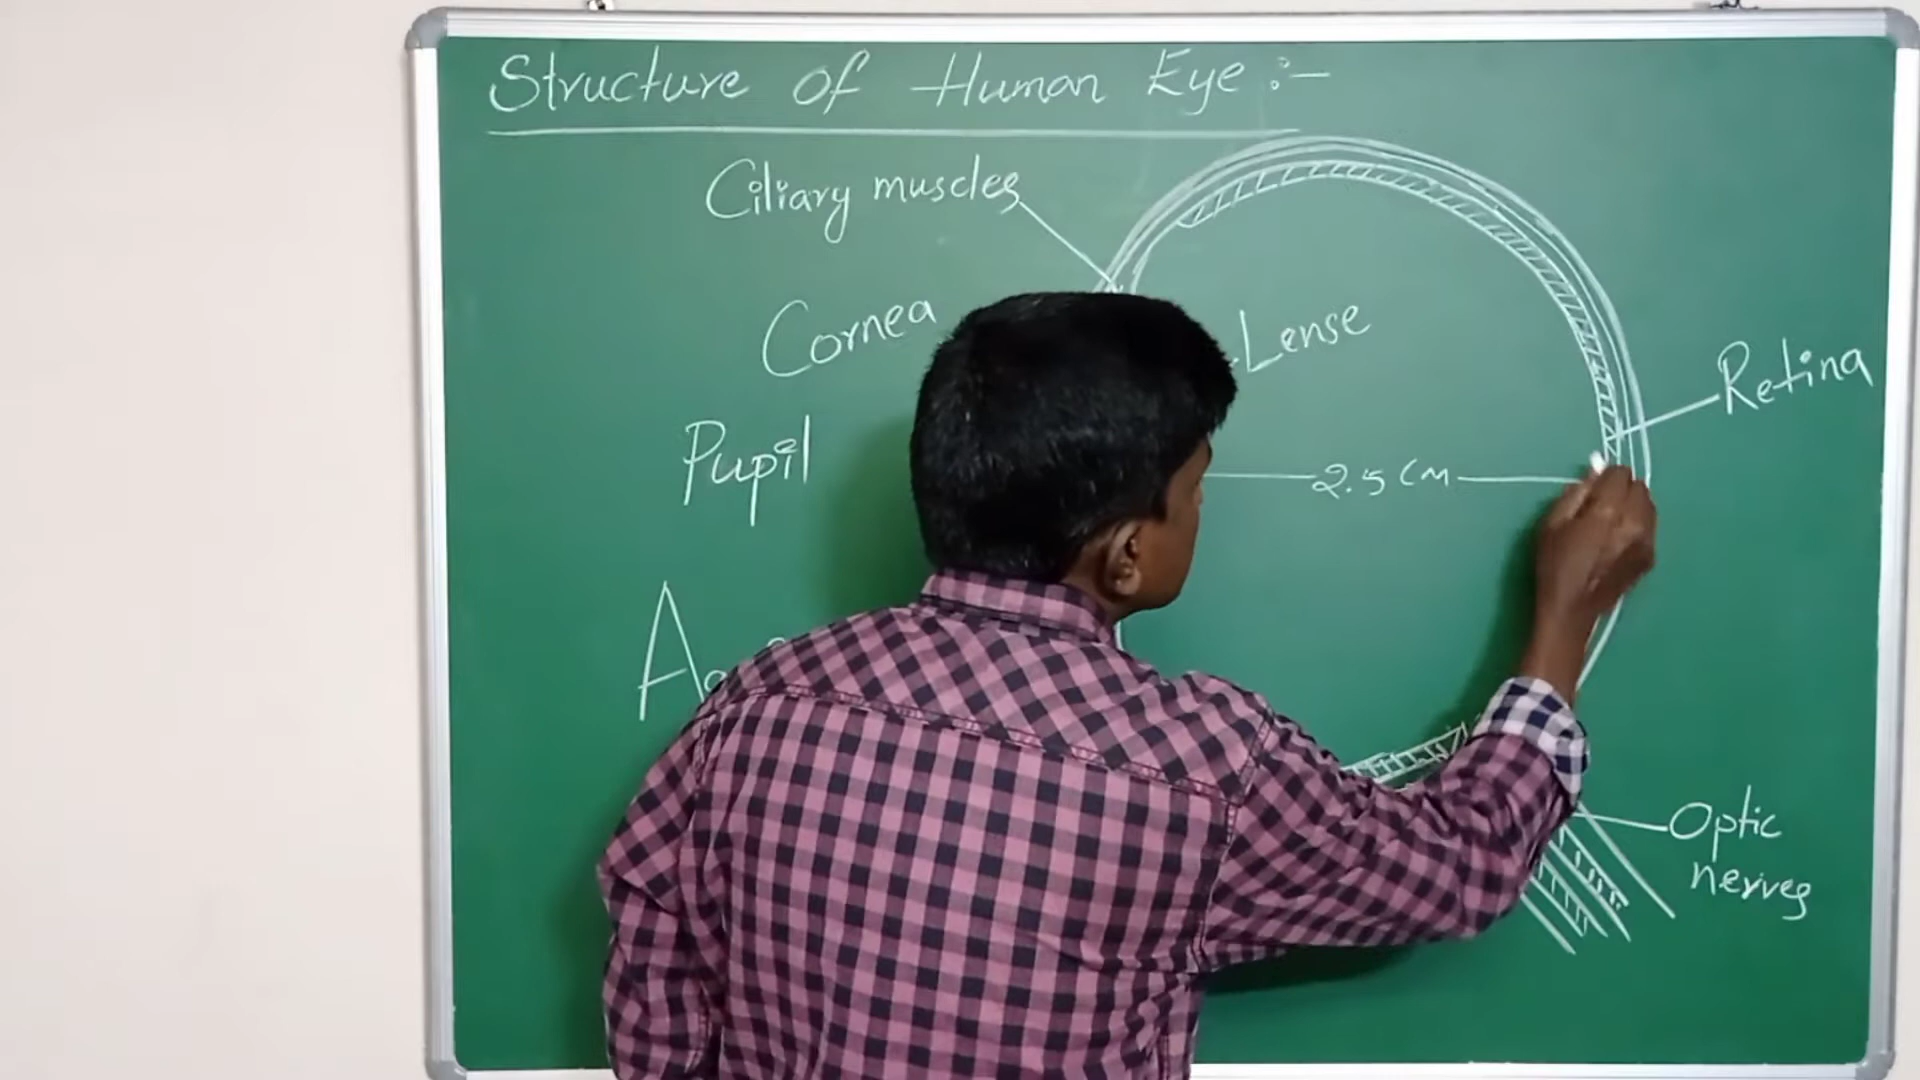 Structure of Human Eye :-
Ciliary muscles
Cornea
Lense
Retina
Pupil
2.5 cm
Optic
nerves